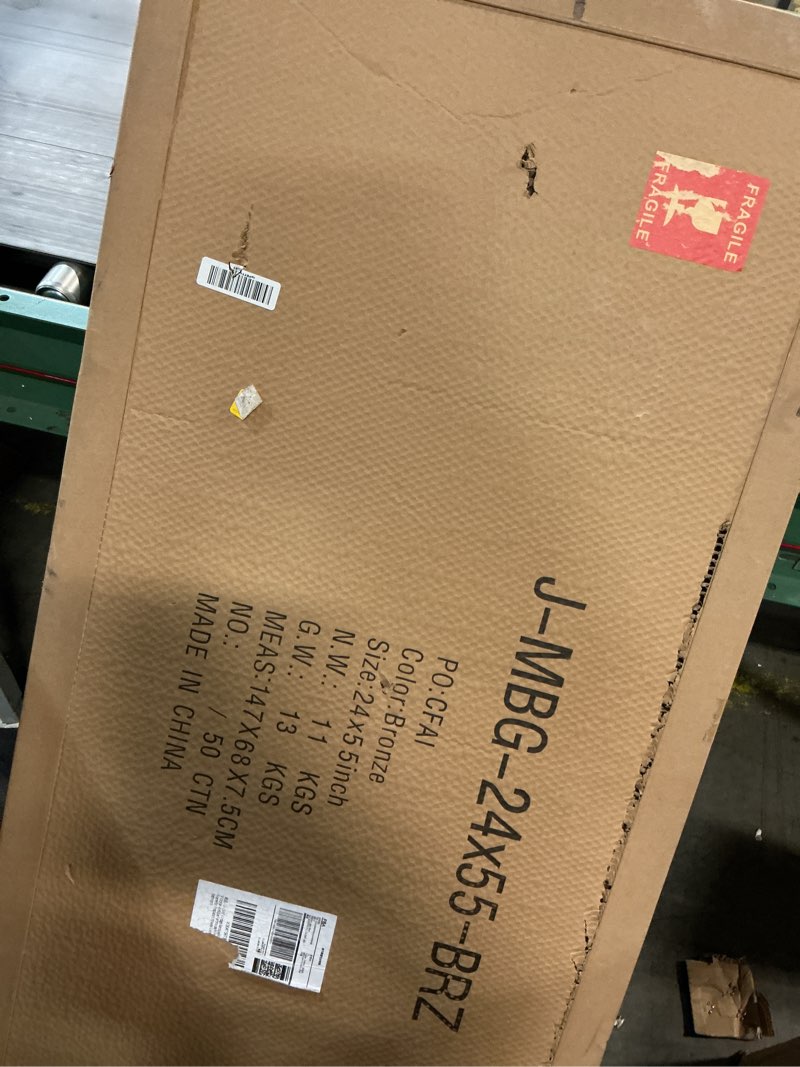 FRAGILE
FRAGILE
J-MBG-24x55-BRZ
PO:CFAI
Color:Bronze
Size:24x55inch
N.W.: 11 KGS
G.W.: 13 KGS
MEAS:147X68X7.5CM
NO.: / 50 CTN
MADE IN CHINA